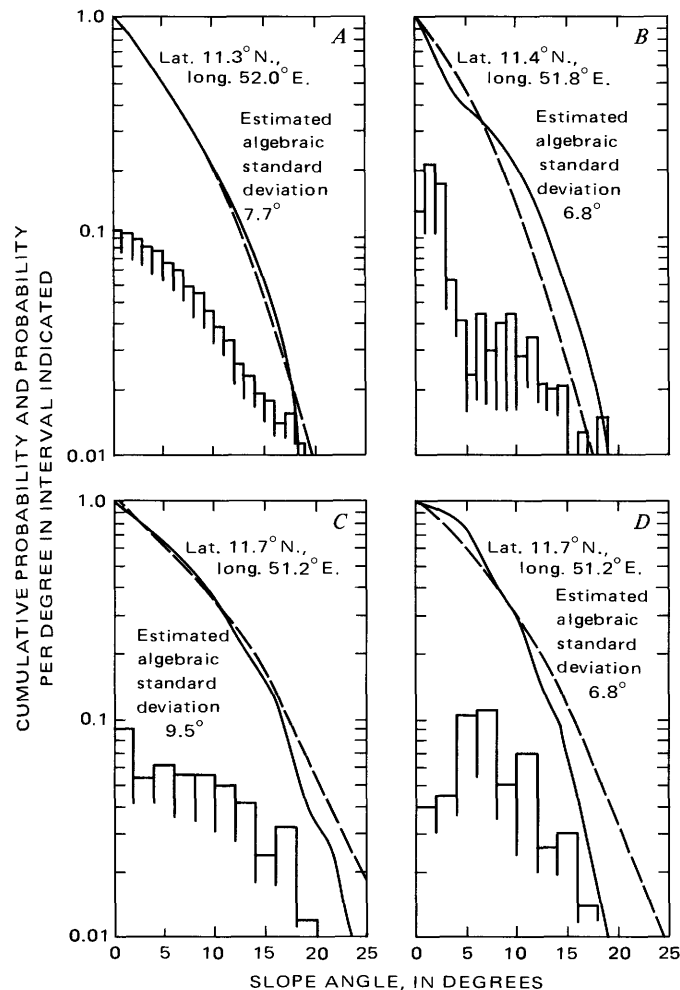 CUMULATIVE PROBABILITY AND PROBABILITY
PER DEGREE IN INTERVAL INDICATED
1.0
0.1
0.01
A
Lat. 11.3°N.,
long. 52.0°E.
Estimated
algebraic
standard
deviation
7.7°
B
Lat. 11.4°N.,
long. 51.8°E.
Estimated
algebraic
standard
deviation
6.8°
1.0
0.1
0.01
C
Lat. 11.7°N.,
long. 51.2°E.
Estimated
algebraic
standard
deviation
9.5°
D
Lat. 11.7°N.,
long. 51.2°E.
Estimated
algebraic
standard
deviation
6.8°
0 5 10 15 20 25 0 5 10 15 20 25
SLOPE ANGLE, IN DEGREES